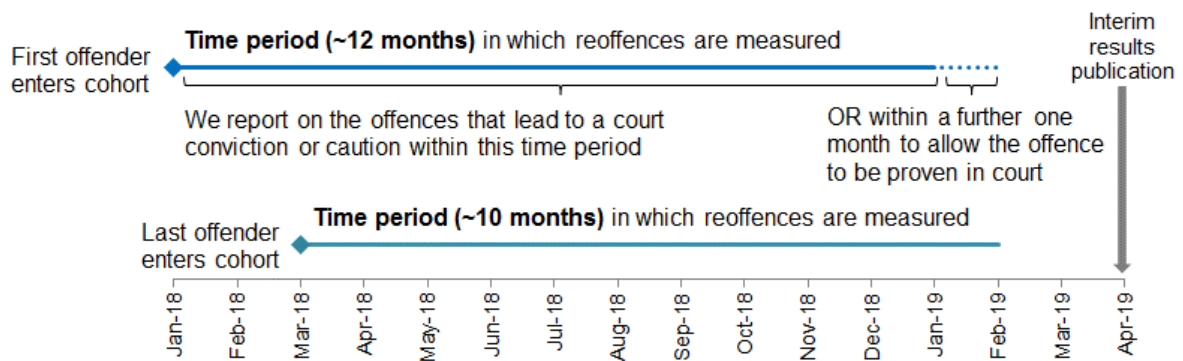 Interim
results
publication
Time period (~12 months) in which reoffences are measured
First offender
enters cohort
We report on the offences that lead to a court
conviction or caution within this time period
OR within a further one
month to allow the offence
to be proven in court
Time period (~10 months) in which reoffences are measured
Last offender
enters cohort
Jan-18
Feb-18
Mar-18
Apr-18
May-18
Jun-18
Jul-18
Aug-18
Sep-18
Oct-18
Nov-18
Dec-18
Jan-19
Feb-19
Mar-19
Apr-19